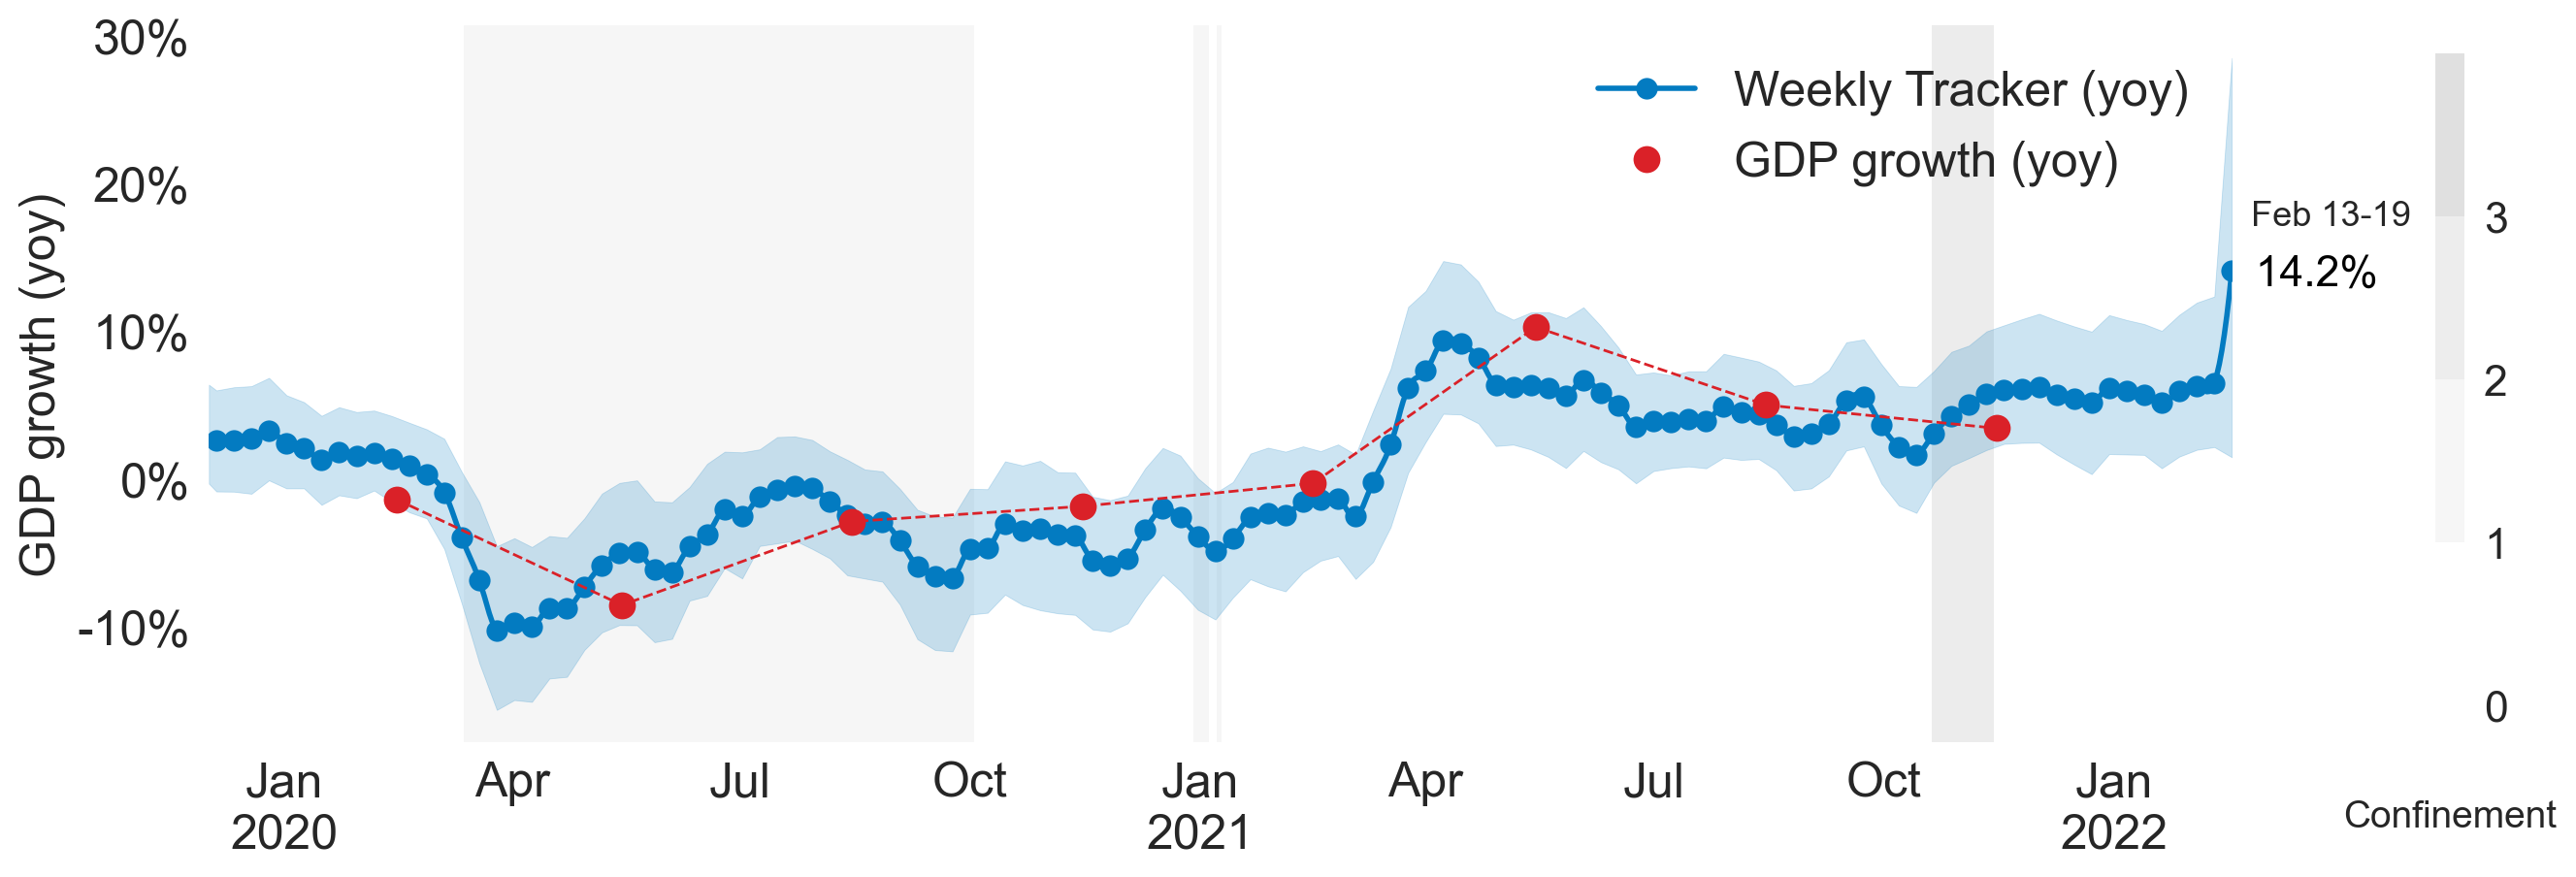 30%
20%
10%
0%
-10%
GDP growth (yoy)
Weekly Tracker (yoy)
GDP growth (yoy)
Feb 13-19
14.2%
3
2
1
0
Jan Apr Jul Oct Jan Apr Jul Oct Jan
2020 2021 2022
Confinement